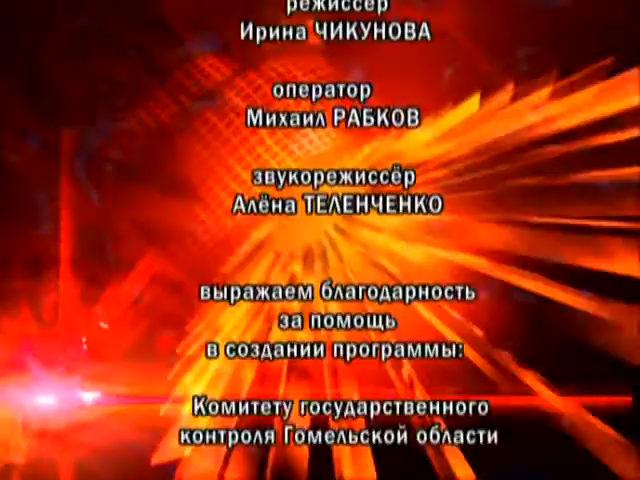 режиссёр
Ирина ЧИКУНОВА
оператор
Михаил РАБКОВ
звукорежиссёр
Алёна ТЕЛЕНЧЕНКО
выражаем благодарность
за помощь
в создании программы:
Комитету государственного
контроля Гомельской области